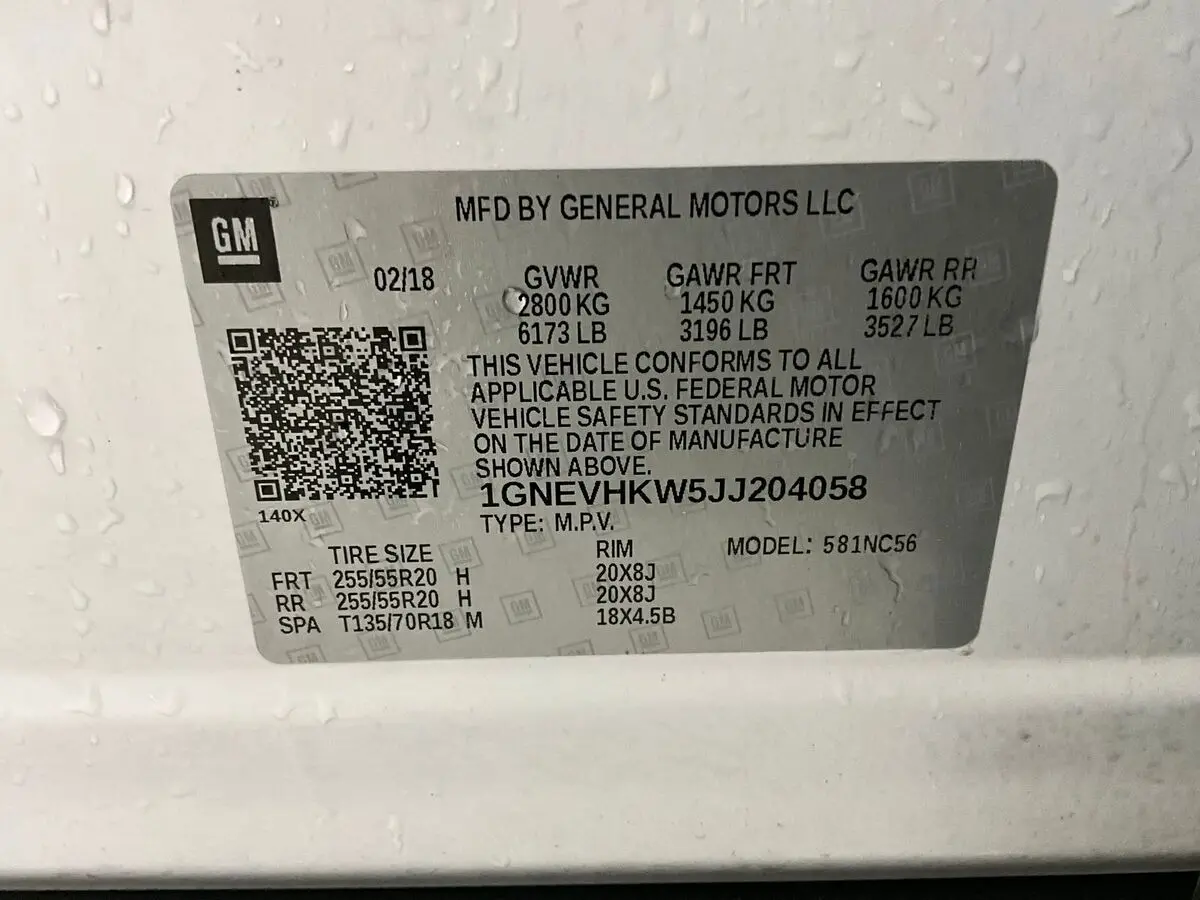 GM
MFD BY GENERAL MOTORS LLC
02/18 GVWR GAWR FRT GAWR RR
2800 KG 1450 KG 1600 KG
6173 LB 3196 LB 3527 LB
THIS VEHICLE CONFORMS TO ALL
APPLICABLE U.S. FEDERAL MOTOR
VEHICLE SAFETY STANDARDS IN EFFECT
ON THE DATE OF MANUFACTURE
SHOWN ABOVE.
1GNEVHKW5JJ204058
140X
TYPE: M.P.V.
TIRE SIZE RIM MODEL: 581NC56
FRT 255/55R20 H 20X8J
RR 255/55R20 H 20X8J
SPA T135/70R18 M 18X4.5B